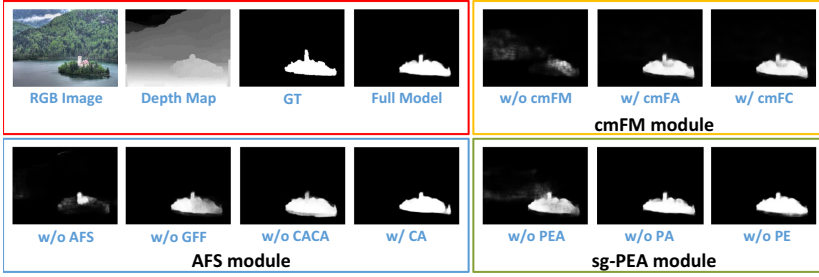 RGB Image Depth Map GT Full Model
w/o cmFM w/ cmFA w/ cmFC
cmFM module
w/o AFS w/o GFF w/o CACA w/ CA
AFS module
w/o PEA w/o PA w/o PE
sg-PEA module